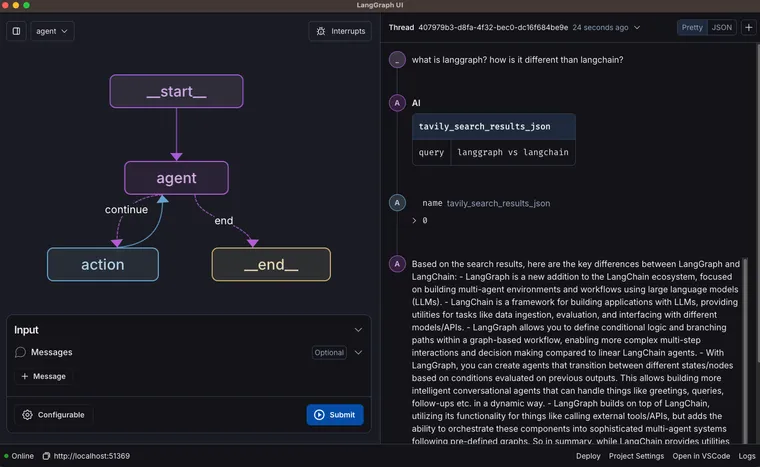 LangGraph UI
agent
Interrupts
__start__
agent
continue
end
action
__end__
Input
Messages
Optional
+ Message
Configurable
Submit
Thread 407979b3-d8fa-4f32-bec0-dc16f684be9e 24 seconds ago
Pretty JSON
what is langgraph? how is it different than langchain?
A AI
tavily_search_results_json
query langgraph vs langchain
A name tavily_search_results_json
0
A Based on the search results, here are the key differences between LangGraph and
LangChain: - LangGraph is a new addition to the LangChain ecosystem, focused
on building multi-agent environments and workflows using large language models
(LLMs). - LangChain is a framework for building applications with LLMs, providing
utilities for tasks like data ingestion, evaluation, and interfacing with different
models/APIs. - LangGraph allows you to define conditional logic and branching
paths within a graph-based workflow, enabling more complex multi-step
interactions and decision making compared to linear LangChain agents. - With
LangGraph, you can create agents that transition between different states/nodes
based on conditions evaluated on previous outputs. This allows building more
intelligent conversational agents that can handle things like greetings, queries,
follow-ups etc. in a dynamic way. - LangGraph builds on top of LangChain,
utilizing its functionality for things like calling external tools/APIs, but adds the
ability to orchestrate these components into sophisticated multi-agent systems
following pre-defined graphs. So in summary, while LangChain provides utilities
Online http://localhost:51369
Deploy Project Settings Open in VSCode Logs